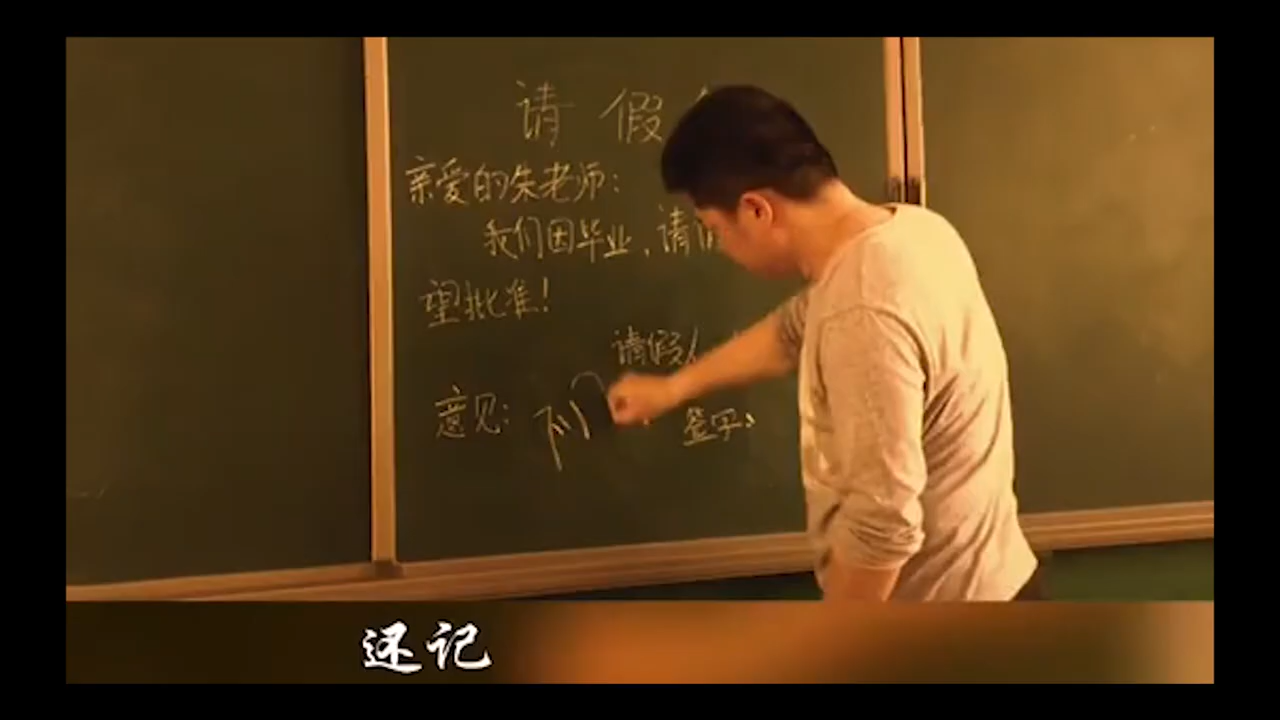 请假
亲爱的朱老师：
我们因毕业，请假
望批准！
请假人
意见：
签字：
还记